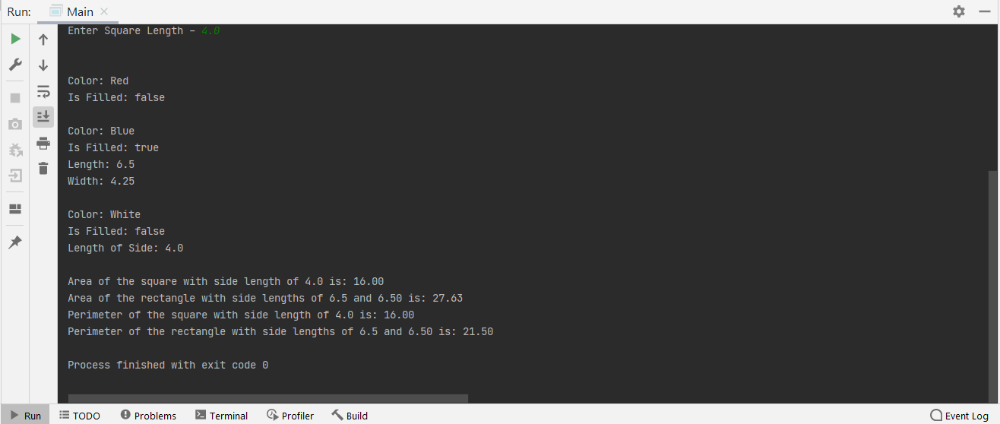 Run: Main
Enter Square Length – 4.0
Color: Red
Is Filled: false
Color: Blue
Is Filled: true
Length: 6.5
Width: 4.25
Color: White
Is Filled: false
Length of Side: 4.0
Area of the square with side length of 4.0 is: 16.00
Area of the rectangle with side lengths of 6.5 and 6.50 is: 27.63
Perimeter of the square with side length of 4.0 is: 16.00
Perimeter of the rectangle with side lengths of 6.5 and 6.50 is: 21.50
Process finished with exit code 0
Run TODO Problems Terminal Profiler Build Event Log